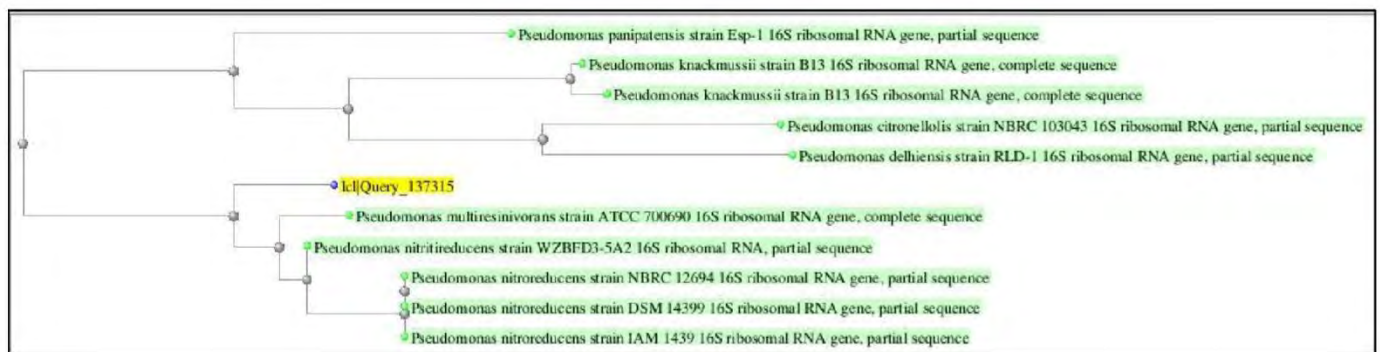 Pseudomonas panipatensis strain Esp-1 16S ribosomal RNA gene, partial sequence
Pseudomonas knackmussii strain B13 16S ribosomal RNA gene, complete sequence
Pseudomonas knackmussii strain B13 16S ribosomal RNA gene, complete sequence
Pseudomonas citronellolis strain NBRC 103043 16S ribosomal RNA gene, partial sequence
Pseudomonas delhiensis strain RLD-1 16S ribosomal RNA gene, partial sequence
lcl|Query_137315
Pseudomonas multiresinivorans strain ATCC 700690 16S ribosomal RNA gene, complete sequence
Pseudomonas nitritireducens strain WZBFD3-5A2 16S ribosomal RNA, partial sequence
Pseudomonas nitroreducens strain NBRC 12694 16S ribosomal RNA gene, partial sequence
Pseudomonas nitroreducens strain DSM 14399 16S ribosomal RNA gene, partial sequence
Pseudomonas nitroreducens strain IAM 1439 16S ribosomal RNA gene, partial sequence